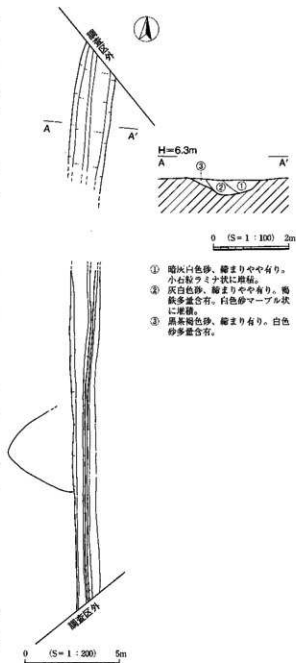 調査区外
A
A'
H=6.3m
A
A'
③
②
①
0 (S=1:100) 2m
① 暗灰白色砂、締まりやや有り。
小石粒ラミナ状に堆積。
② 灰白色砂、締まりやや有り。褐
鉄多量含有。白色砂マーブル状
に堆積。
③ 黒茶褐色砂、締まり有り。白色
砂多量含有。
調査区外
0 (S=1:200) 5m